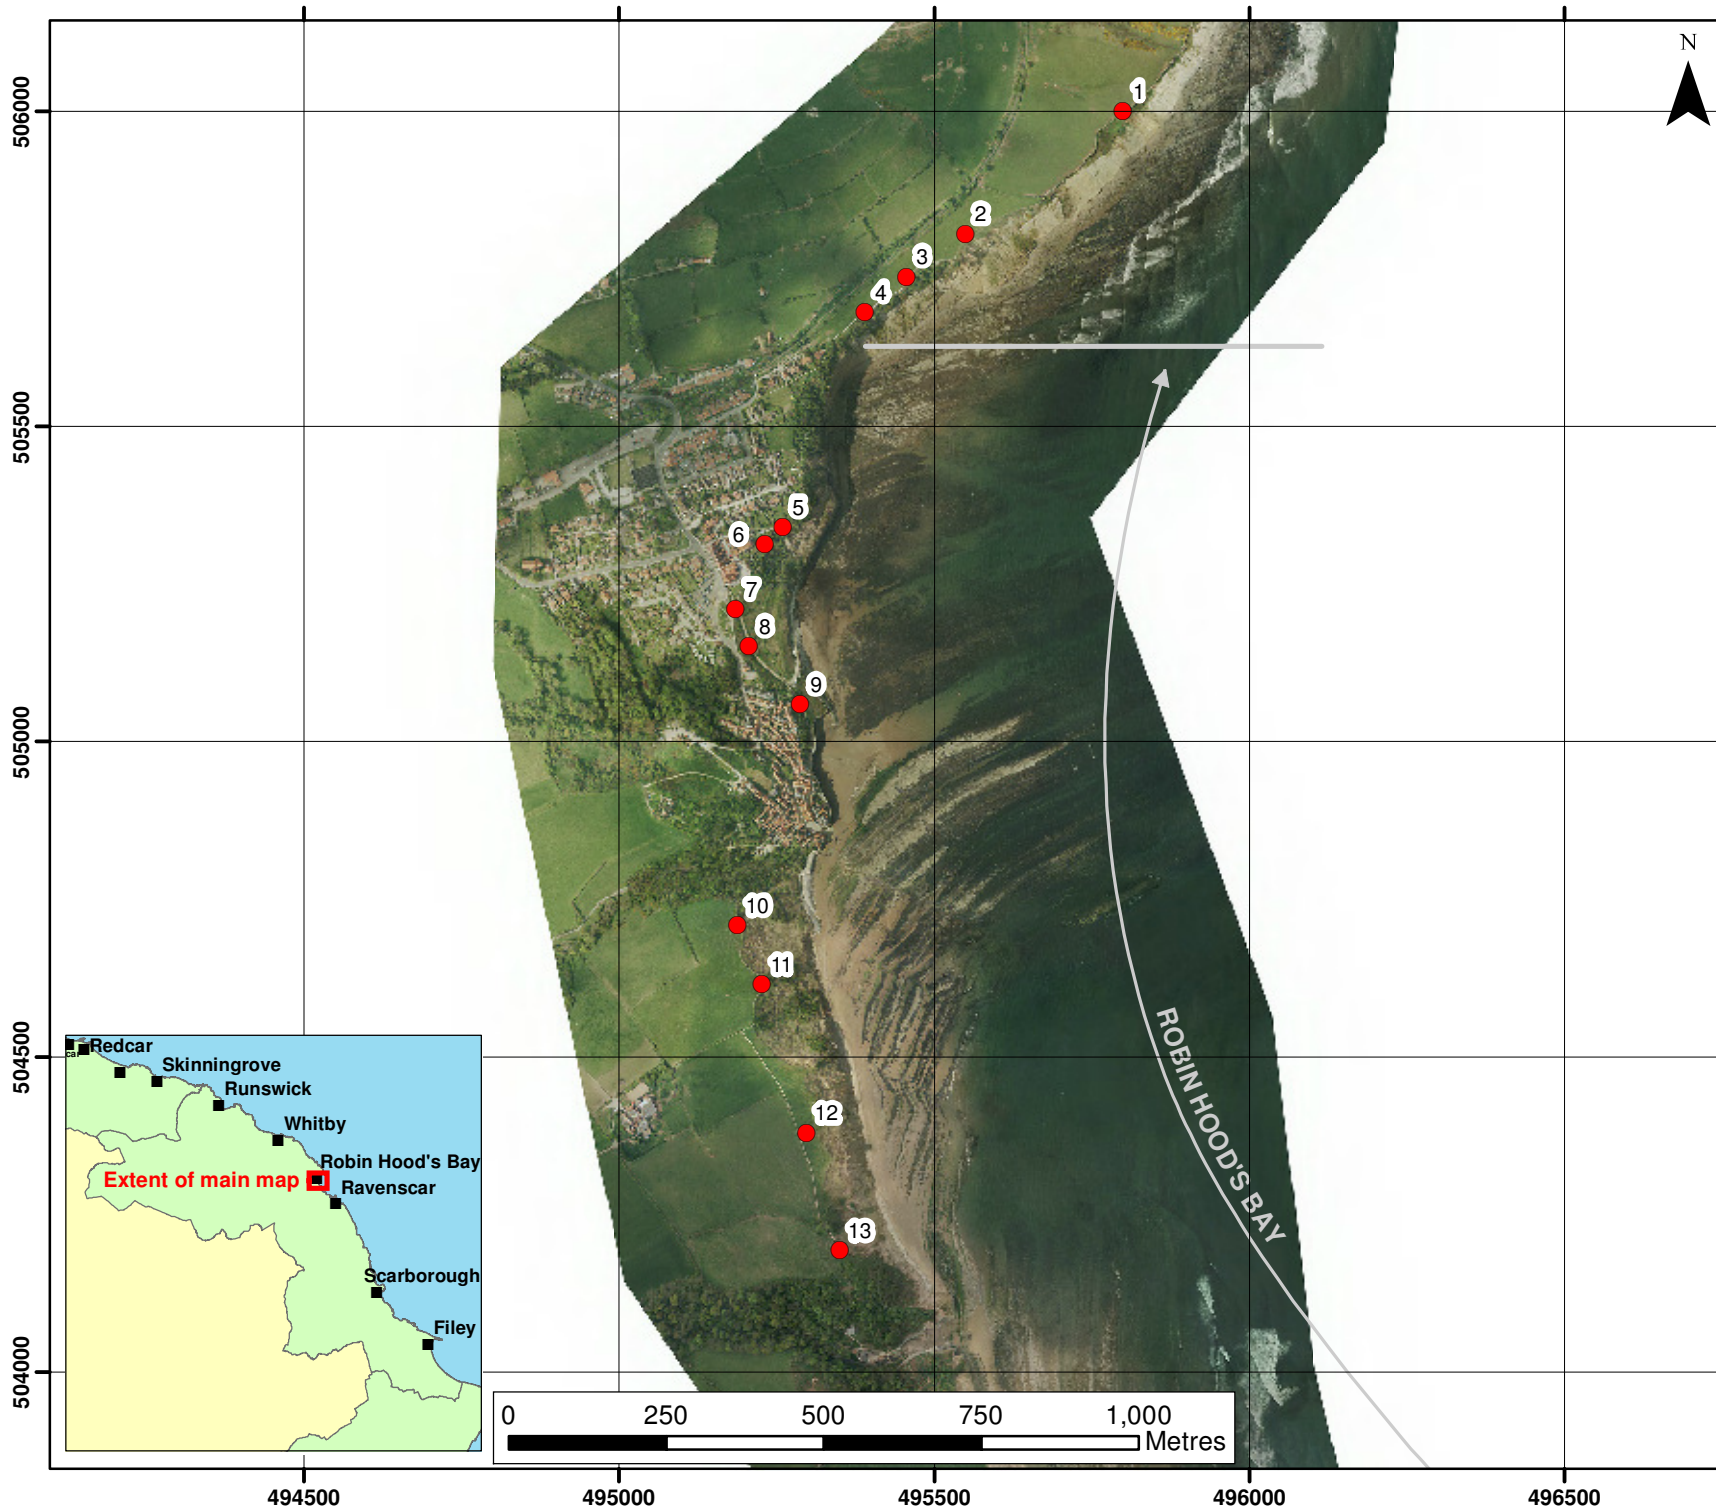 N
506000
505500
505000
504500
504000
1
2
3
4
5
6
7
8
9
10
11
12
13
ROBIN HOOD'S BAY
Redcar
car
Skinningrove
Runswick
Whitby
Robin Hood's Bay
Extent of main map
Ravenscar
Scarborough
Filey
0 250 500 750 1,000
Metres
494500 495000 495500 496000 496500